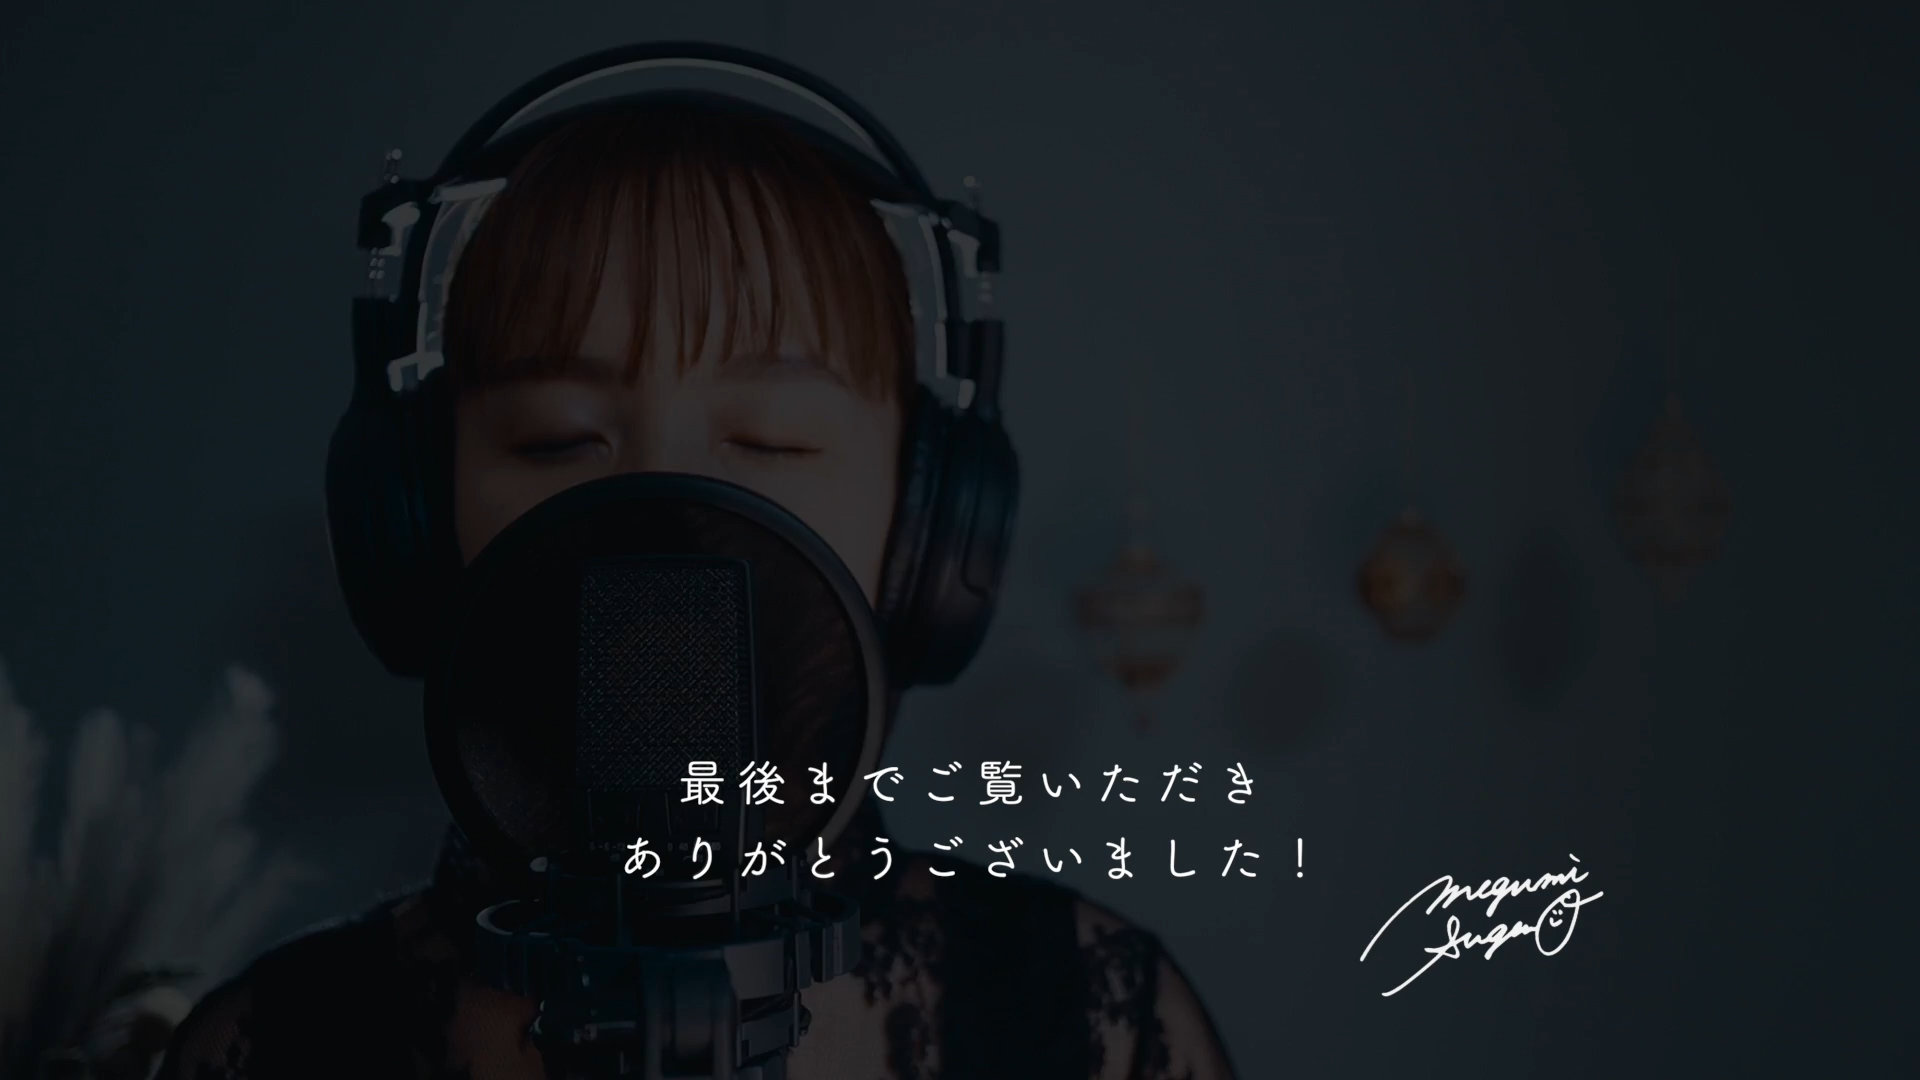 最後までご覧いただき
ありがとうございました！
megumi
sugano